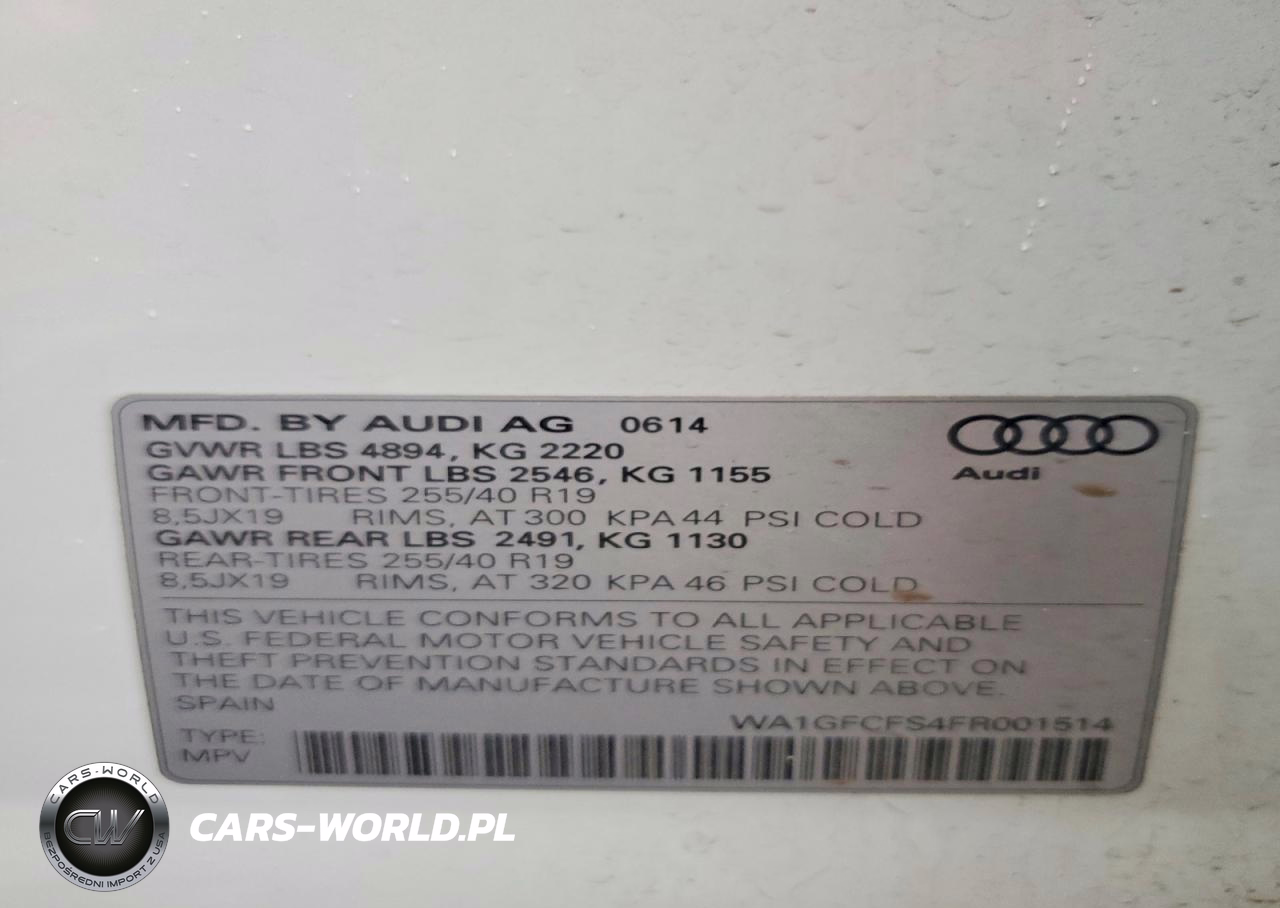 MFD. BY AUDI AG 0614
GVWR LBS 4894, KG 2220
GAWR FRONT LBS 2546, KG 1155
FRONT-TIRES 255/40 R19
8,5JX19 RIMS, AT 300 KPA 44 PSI COLD
GAWR REAR LBS 2491, KG 1130
REAR-TIRES 255/40 R19
8,5JX19 RIMS, AT 320 KPA 46 PSI COLD
Audi
THIS VEHICLE CONFORMS TO ALL APPLICABLE
U.S. FEDERAL MOTOR VEHICLE SAFETY AND
THEFT PREVENTION STANDARDS IN EFFECT ON
THE DATE OF MANUFACTURE SHOWN ABOVE.
SPAIN
WA1GFCFS4FR001514
TYPE:
MPV
CARS-WORLD
CW
BEZPOŚREDNI IMPORT Z USA
CARS-WORLD.PL